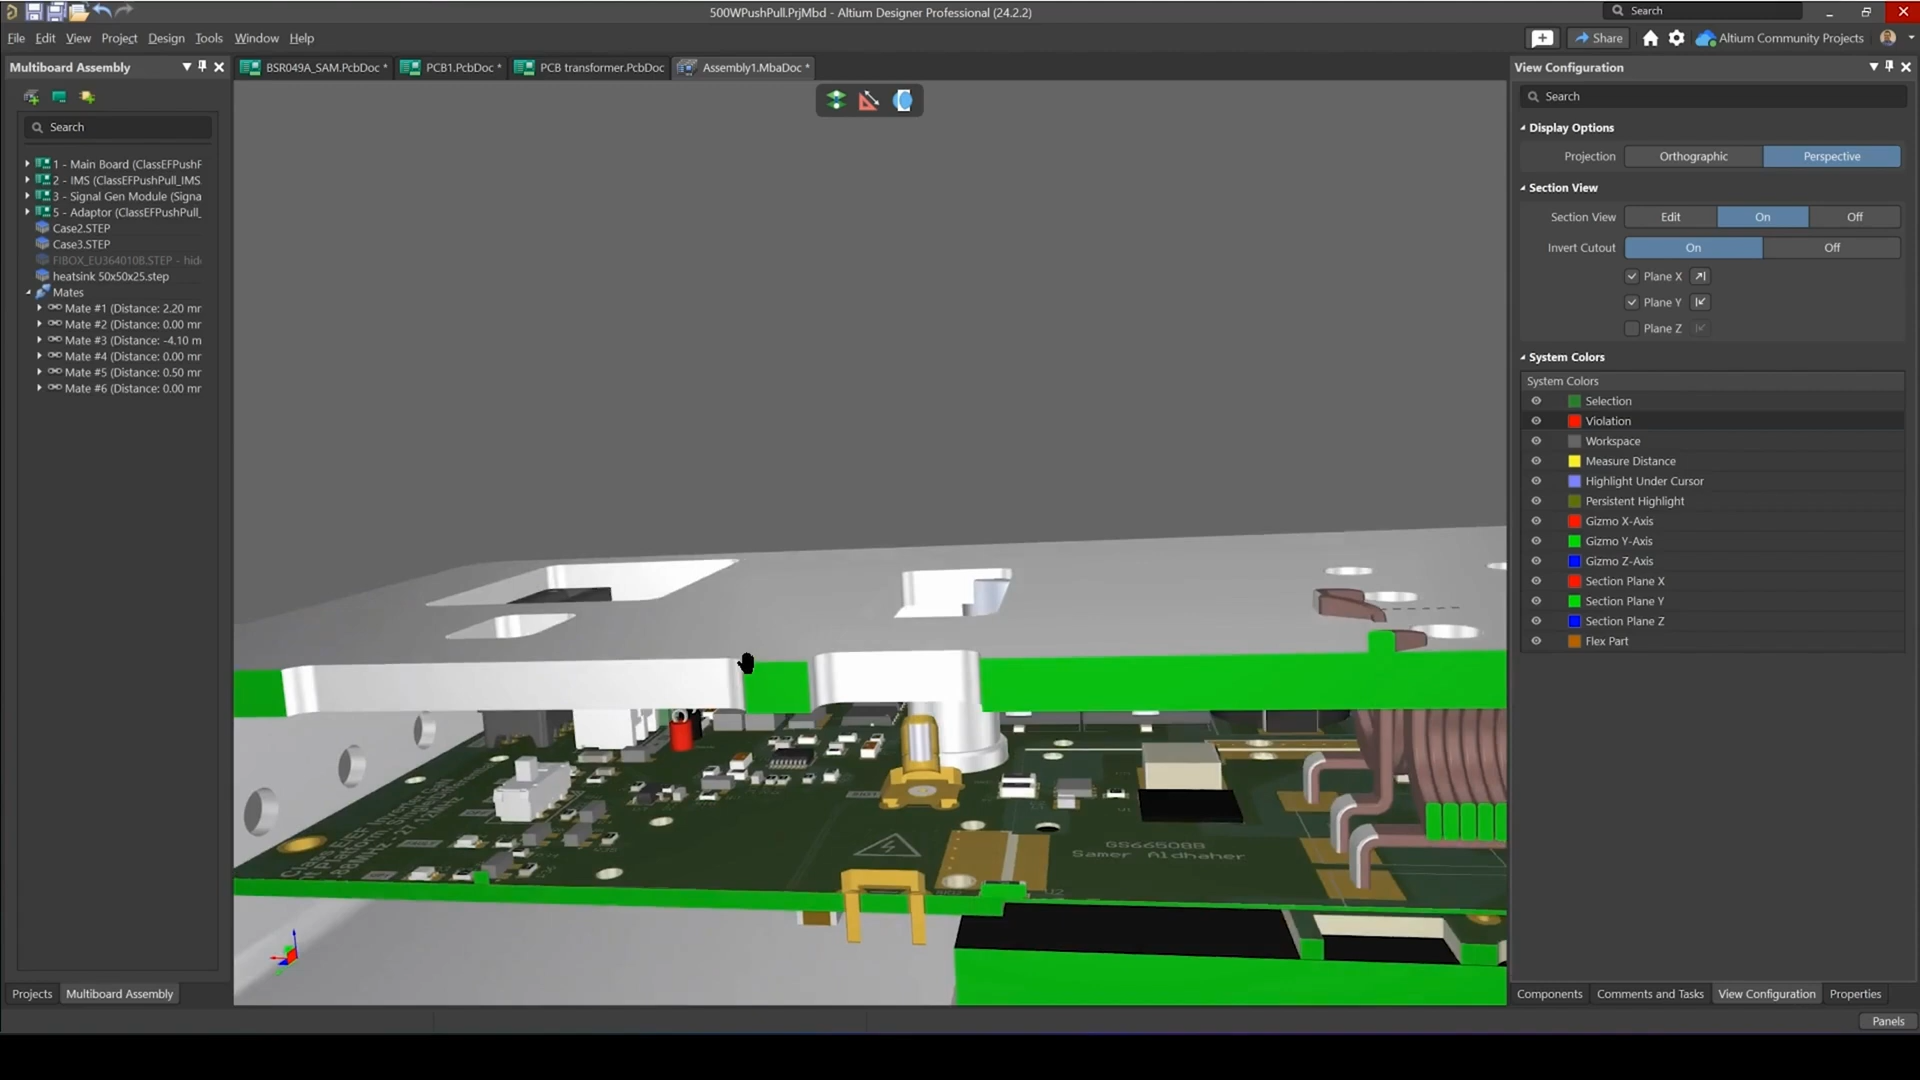 500WPushPull.PrjMbd - Altium Designer Professional (24.2.2)
Search
File Edit View Project Design Tools Window Help
Share
Altium Community Projects
Multiboard Assembly
BSR049A_SAM.PcbDoc *
PCB1.PcbDoc *
PCB transformer.PcbDoc
Assembly1.MbaDoc *
View Configuration
Search
1 - Main Board (ClassEFPushF
2 - IMS (ClassEFPushPull_IMS
3 - Signal Gen Module (Signa
5 - Adaptor (ClassEFPushPull_
Case2.STEP
Case3.STEP
FIBOX_EU364010B.STEP - hid
heatsink 50x50x25.step
Mates
Mate #1 (Distance: 2.20 mr
Mate #2 (Distance: 0.00 mr
Mate #3 (Distance: -4.10 m
Mate #4 (Distance: 0.00 mr
Mate #5 (Distance: 0.50 mr
Mate #6 (Distance: 0.00 mr
Search
Display Options
Projection Orthographic Perspective
Section View
Section View Edit On Off
Invert Cutout On Off
Plane X
Plane Y
Plane Z
System Colors
System Colors
Selection
Violation
Workspace
Measure Distance
Highlight Under Cursor
Persistent Highlight
Gizmo X-Axis
Gizmo Y-Axis
Gizmo Z-Axis
Section Plane X
Section Plane Y
Section Plane Z
Flex Part
GS66508B
Samer Aldhaher
Projects
Multiboard Assembly
Components
Comments and Tasks
View Configuration
Properties
Panels